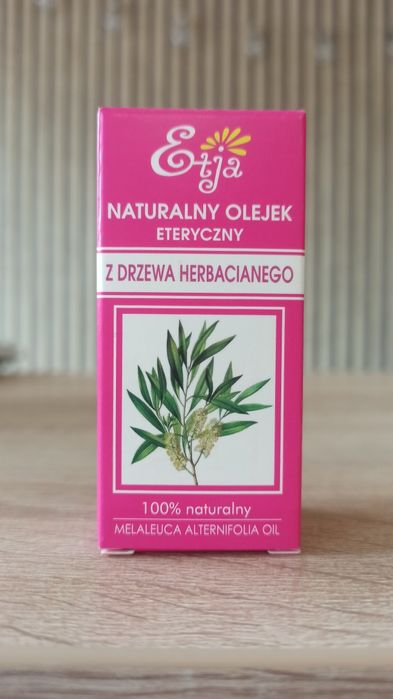 Etja
NATURALNY OLEJEK
ETERYCZNY
Z DRZEWA HERBACIANEGO
100% naturalny
MELALEUCA ALTERNIFOLIA OIL